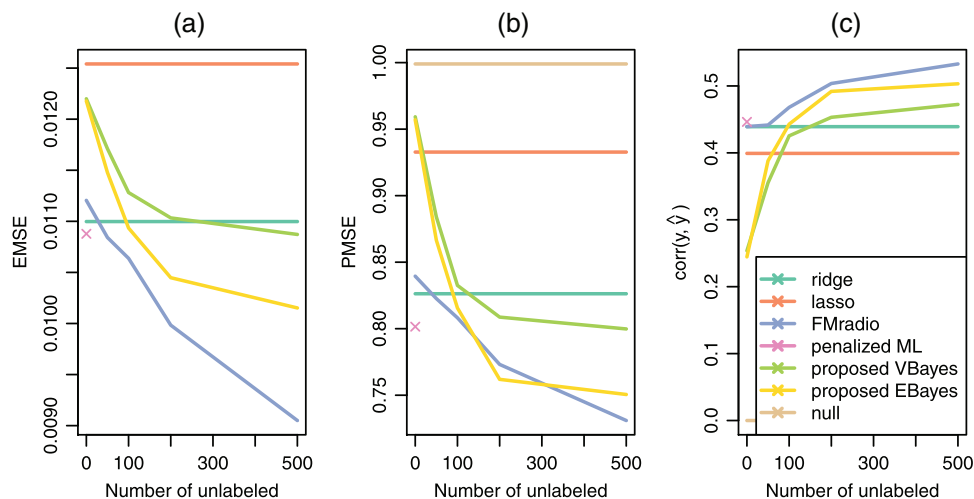 (a)
EMSE
0.0120
0.0110
0.0100
0.0090
0
100
300
500
Number of unlabeled
(b)
PMSE
1.00
0.95
0.90
0.85
0.80
0.75
0
100
300
500
Number of unlabeled
(c)
corr(y, ŷ)
0.5
0.4
0.3
0.2
0.1
0.0
0
100
300
500
Number of unlabeled
ridge
lasso
FMradio
penalized ML
proposed VBayes
proposed EBayes
null